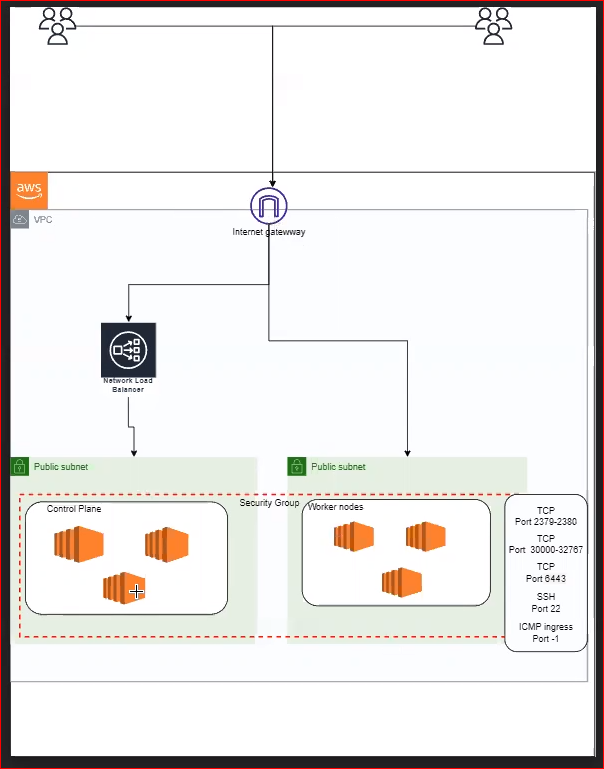 aws
VPC
Internet gatewway
Network Load
Balancer
Public subnet
Public subnet
Control Plane
Security Group
Worker nodes
TCP
Port 2379-2380
TCP
Port 30000-32767
TCP
Port 6443
SSH
Port 22
ICMP ingress
Port -1